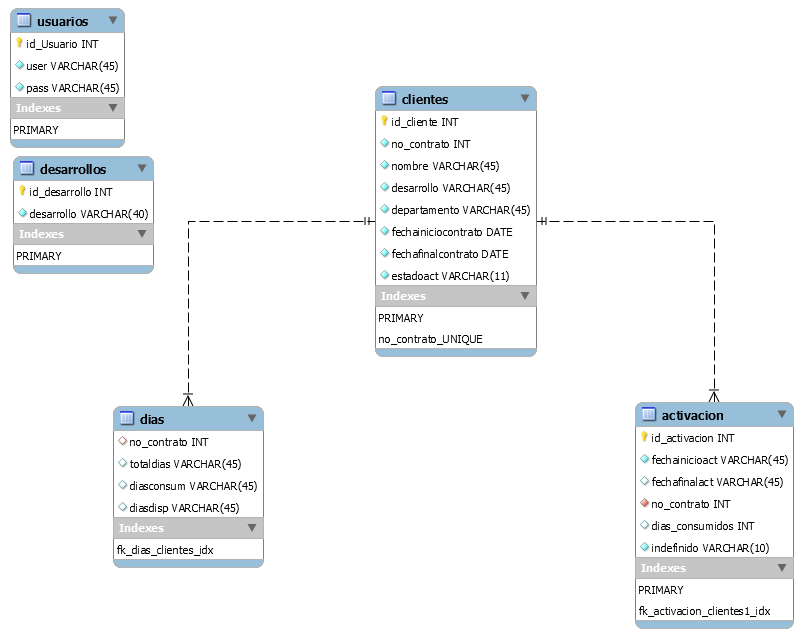 usuarios
id_Usuario INT
user VARCHAR(45)
pass VARCHAR(45)
Indexes
PRIMARY
desarrollos
id_desarrollo INT
desarrollo VARCHAR(40)
Indexes
PRIMARY
clientes
id_cliente INT
no_contrato INT
nombre VARCHAR(45)
desarrollo VARCHAR(45)
departamento VARCHAR(45)
fechainiciocontrato DATE
fechafinalcontrato DATE
estadoact VARCHAR(11)
Indexes
PRIMARY
no_contrato_UNIQUE
dias
no_contrato INT
totaldias VARCHAR(45)
diasconsum VARCHAR(45)
diasdisp VARCHAR(45)
Indexes
fk_dias_clientes_idx
activacion
id_activacion INT
fechainicioact VARCHAR(45)
fechafinalact VARCHAR(45)
no_contrato INT
dias_consumidos INT
indefinido VARCHAR(10)
Indexes
PRIMARY
fk_activacion_clientes1_idx